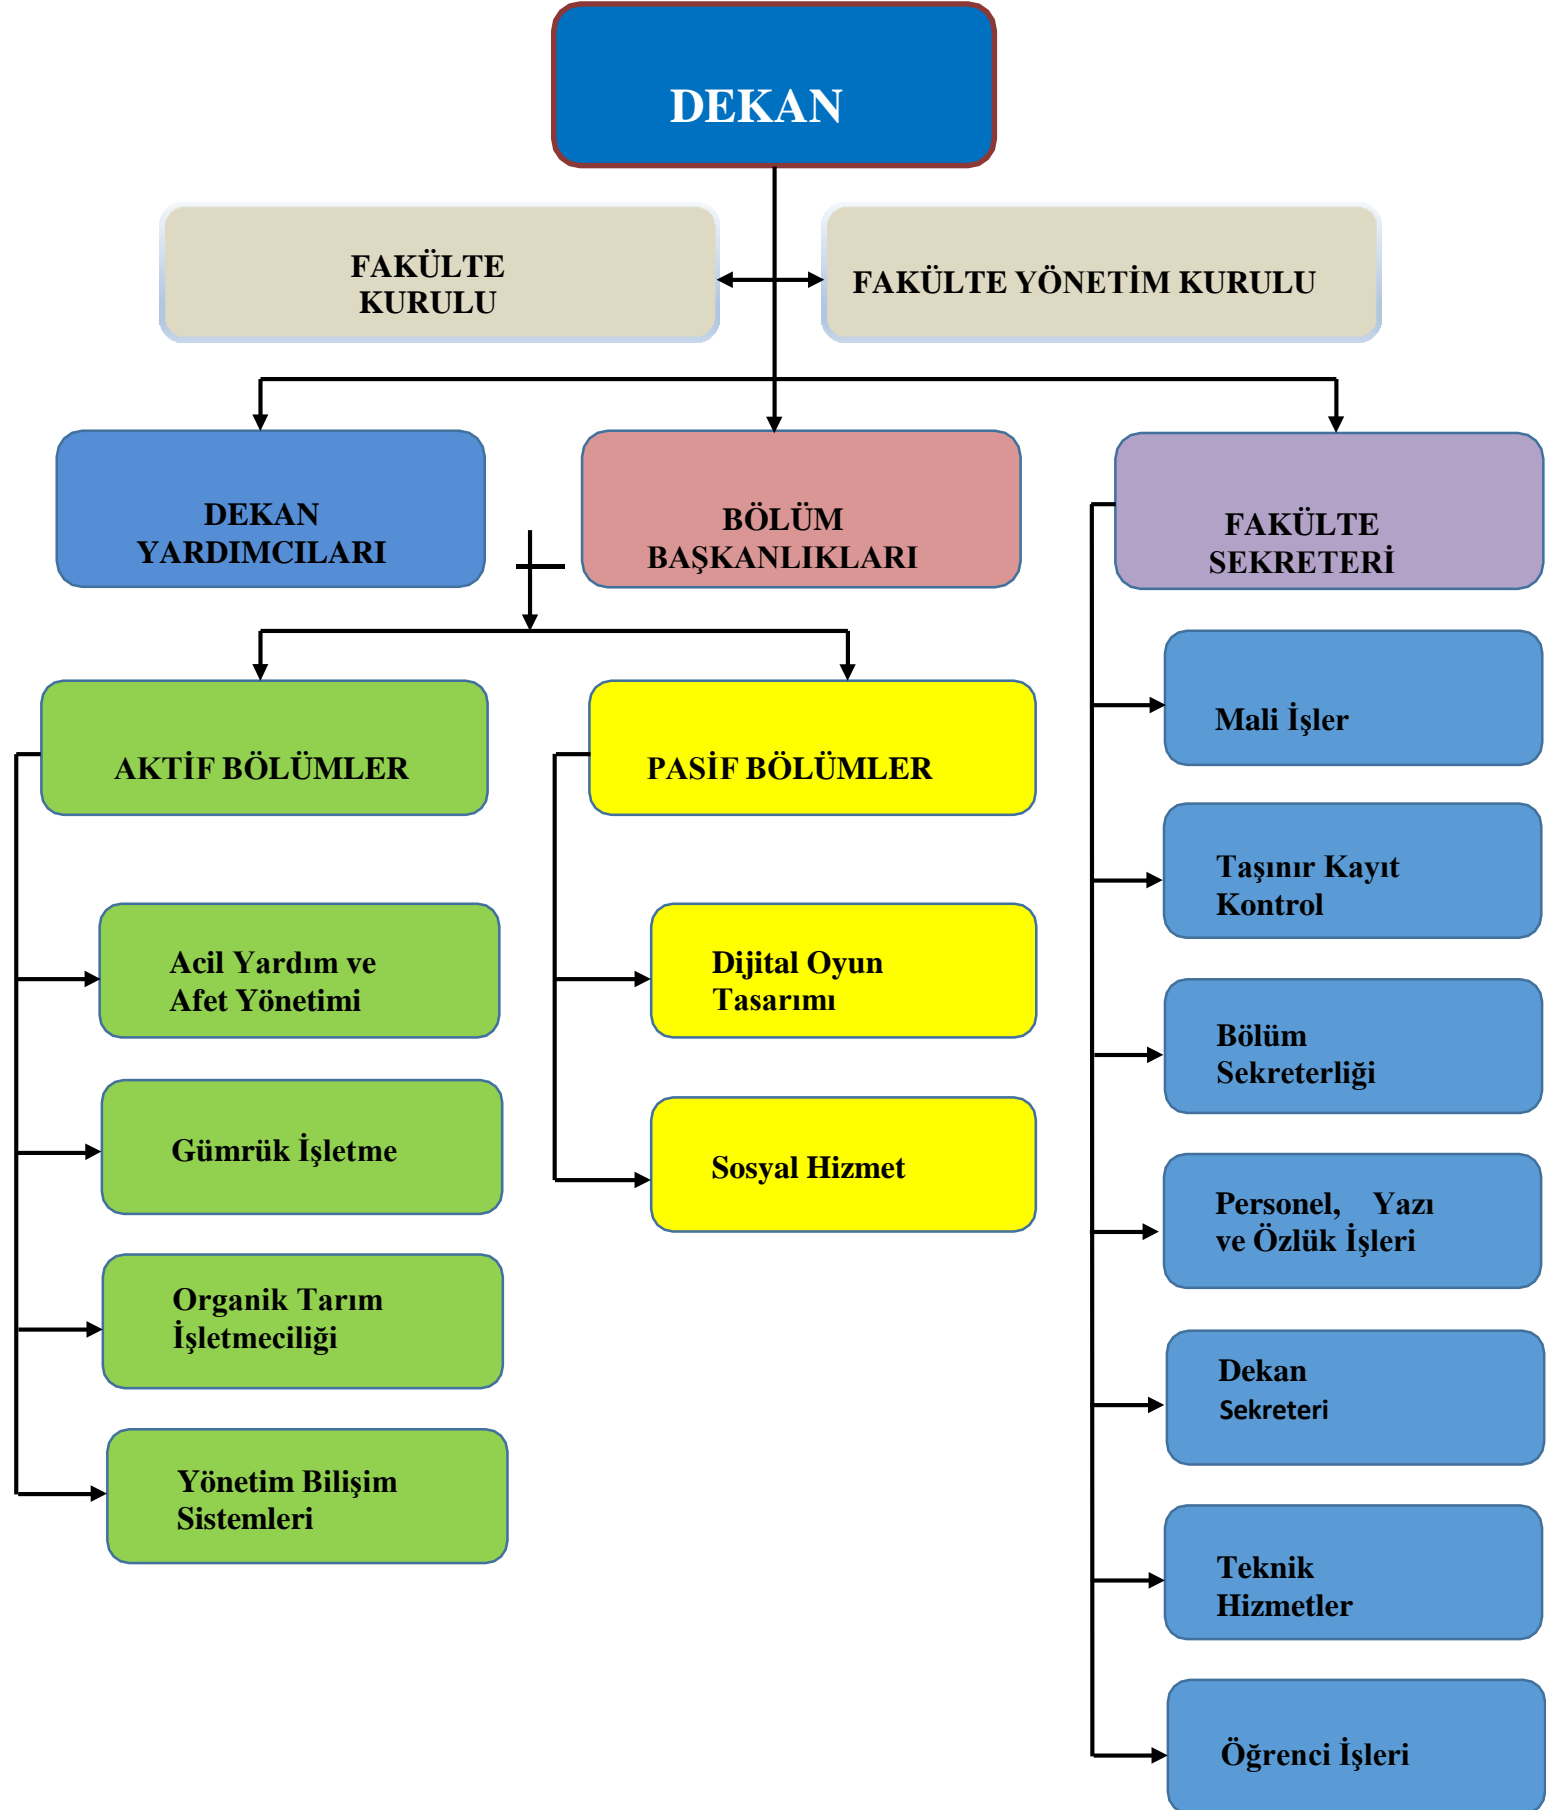 DEKAN
FAKÜLTE
KURULU
FAKÜLTE YÖNETİM KURULU
DEKAN
YARDIMCILARI
BÖLÜM
BAŞKANLIKLARI
FAKÜLTE
SEKRETERİ
AKTİF BÖLÜMLER
Acil Yardım ve
Afet Yönetimi
Gümrük İşletme
Organik Tarım
İşletmeciliği
Yönetim Bilişim
Sistemleri
PASİF BÖLÜMLER
Dijital Oyun
Tasarımı
Sosyal Hizmet
Mali İşler
Taşınır Kayıt
Kontrol
Bölüm
Sekreterliği
Personel, Yazı
ve Özlük İşleri
Dekan
Sekreteri
Teknik
Hizmetler
Öğrenci İşleri